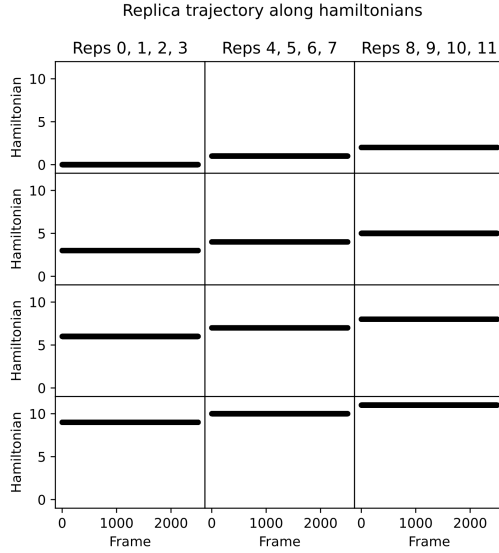 Replica trajectory along hamiltonians
Reps 0, 1, 2, 3 Reps 4, 5, 6, 7 Reps 8, 9, 10, 11
10
5
0
Hamiltonian
10
5
0
Hamiltonian
10
5
0
Hamiltonian
10
5
0
Hamiltonian
0 1000 2000 0 1000 2000 0 1000 2000
Frame Frame Frame